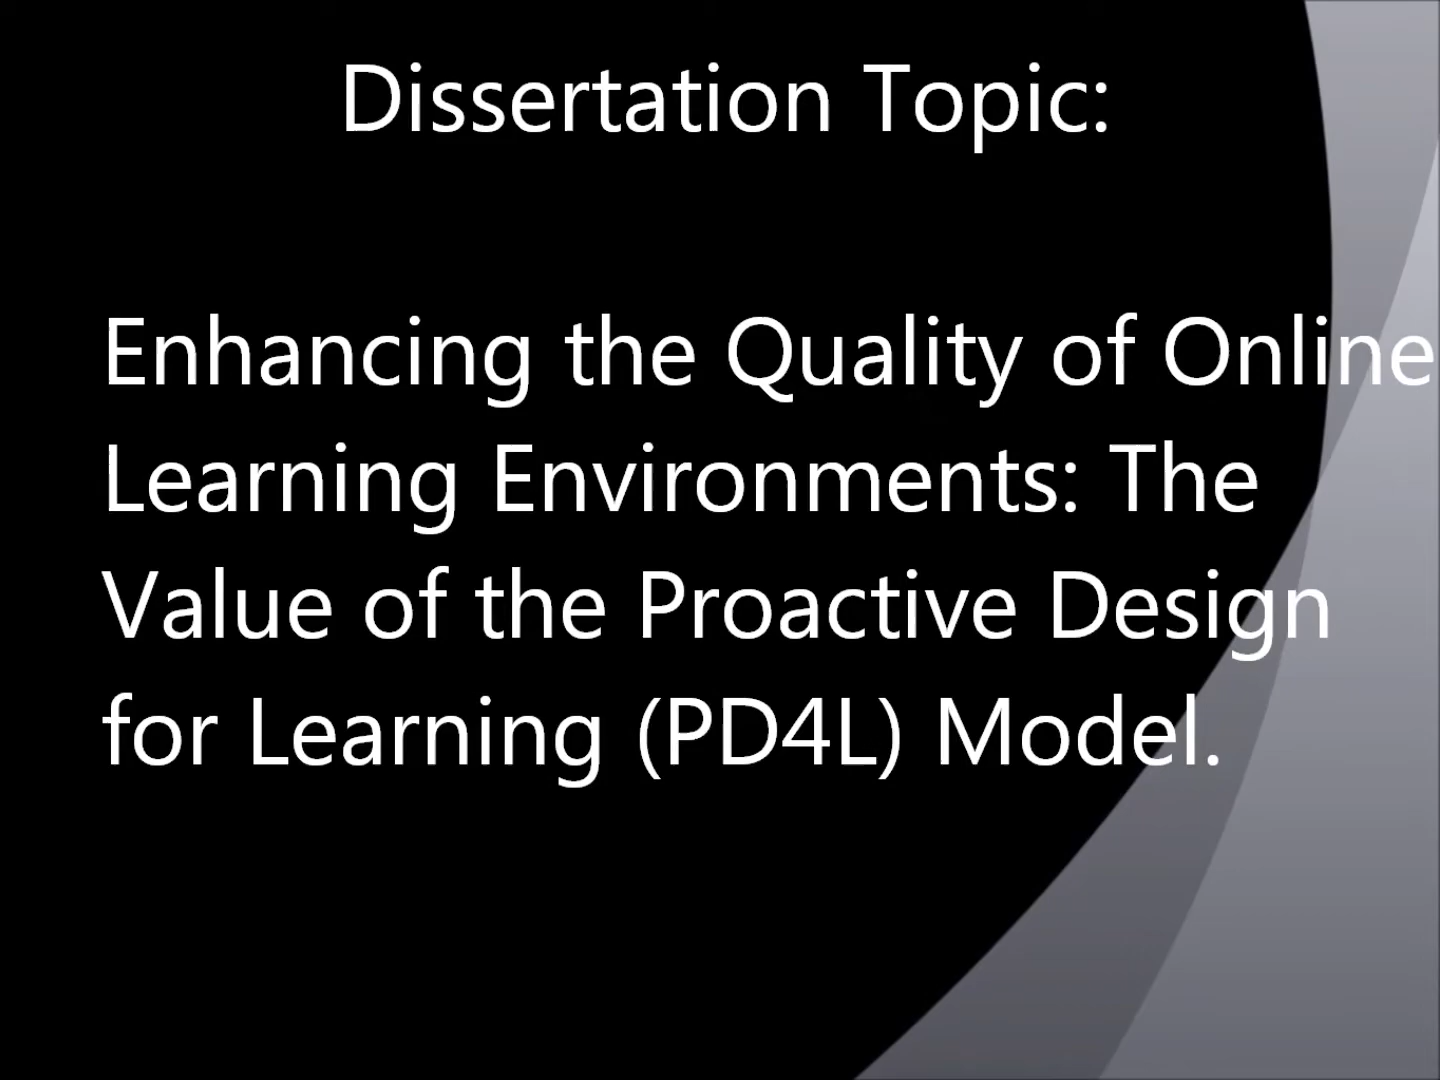 Dissertation Topic:
Enhancing the Quality of Online
Learning Environments: The
Value of the Proactive Design
for Learning (PD4L) Model.